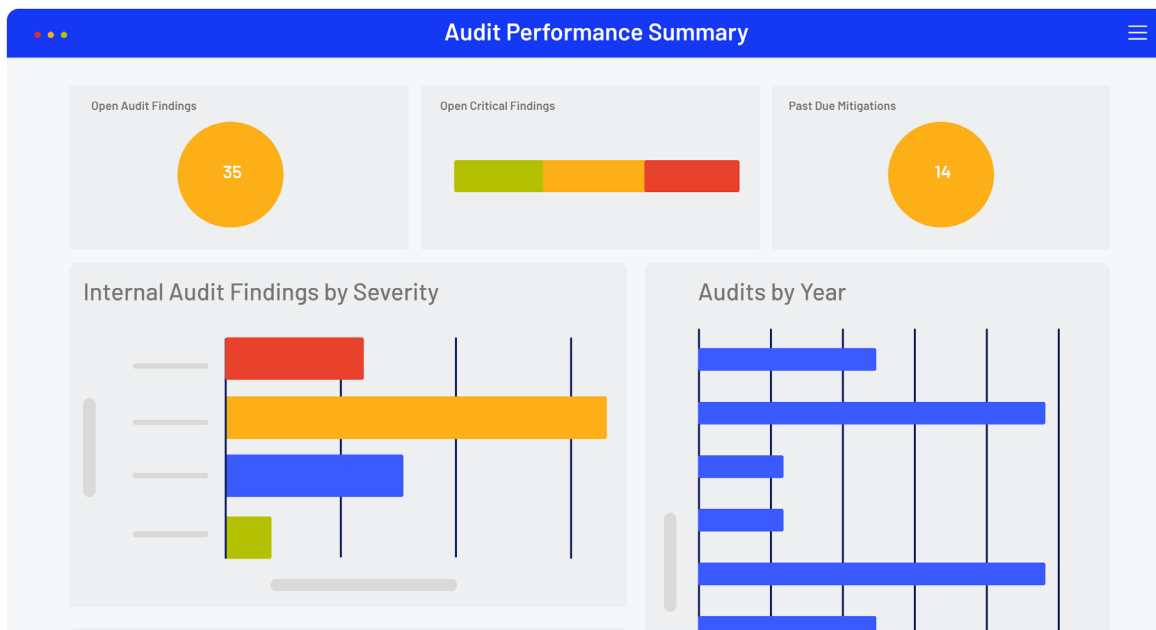 Audit Performance Summary
Open Audit Findings
Open Critical Findings
Past Due Mitigations
35
14
Internal Audit Findings by Severity
Audits by Year